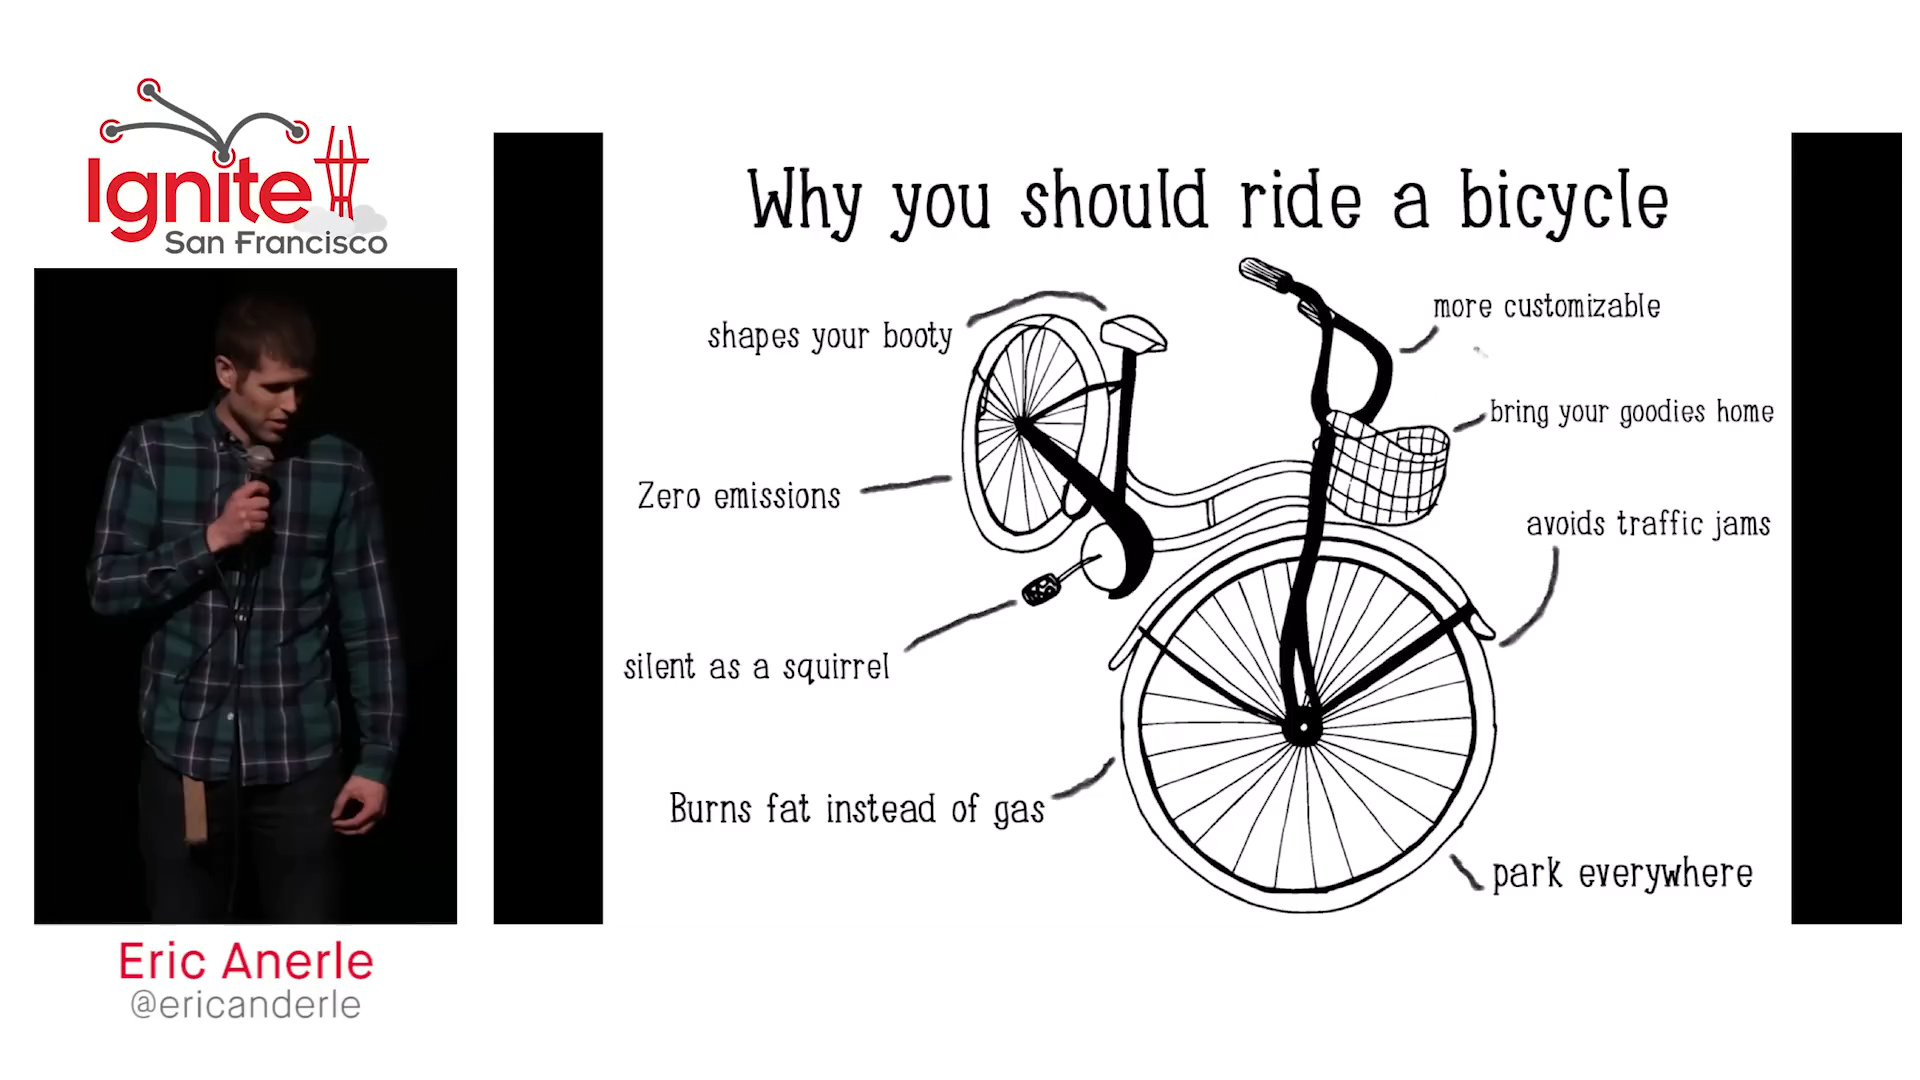 Ignite
San Francisco
Why you should ride a bicycle
shapes your booty
more customizable
bring your goodies home
Zero emissions
avoids traffic jams
silent as a squirrel
Burns fat instead of gas
park everywhere
Eric Anerle
@ericanderle